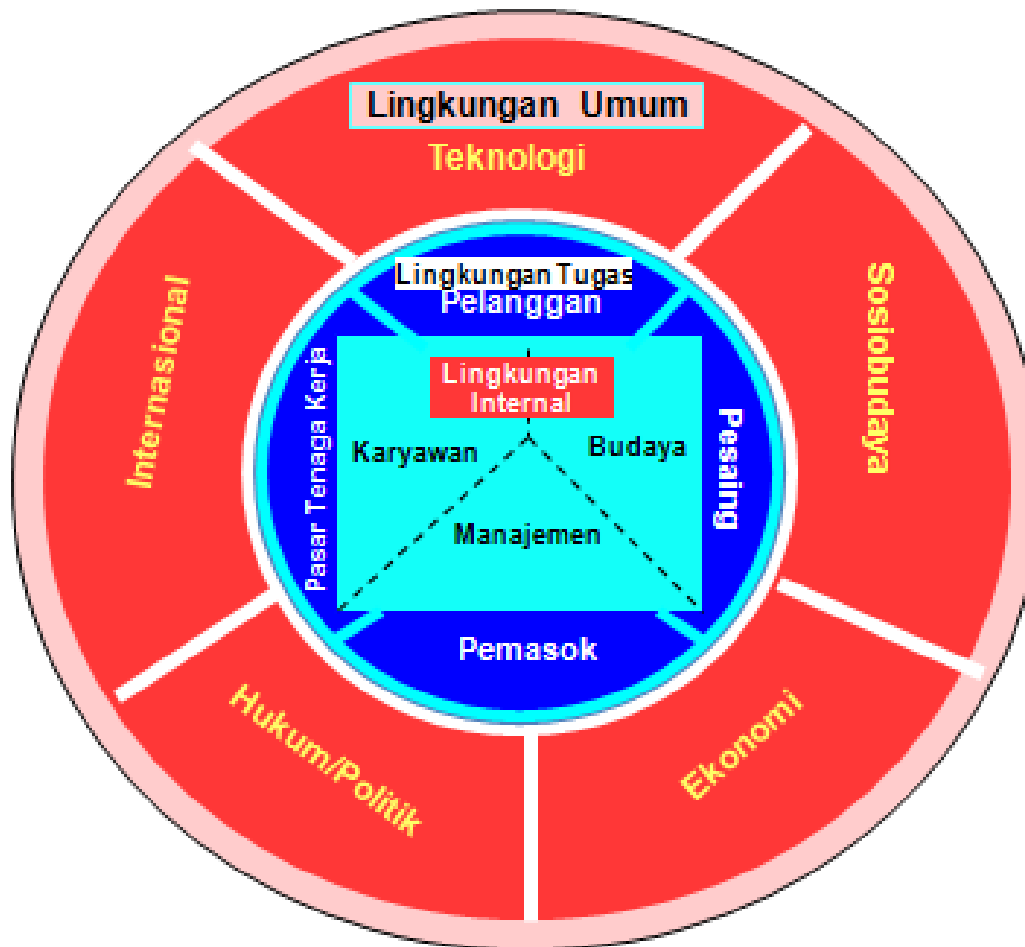 Lingkungan Umum
Teknologi
Internasional
Sosiobudaya
Lingkungan Tugas
Pelanggan
Pasar Tenaga Kerja
Pesaing
Lingkungan
Internal
Karyawan
Budaya
Manajemen
Pemasok
Hukum/Politik
Ekonomi